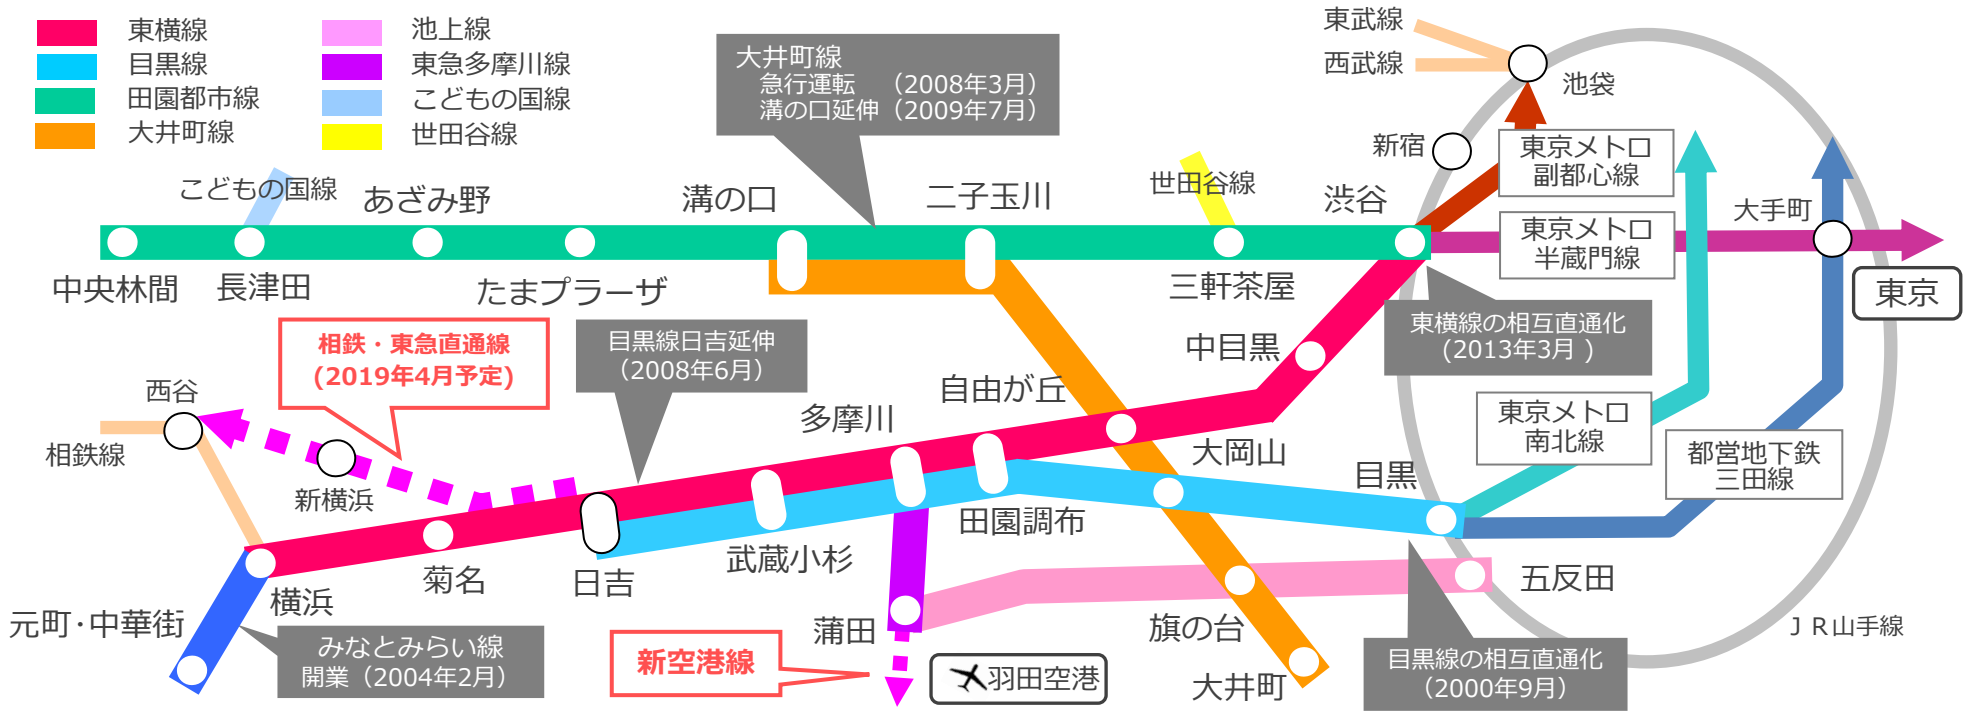 東横線
目黒線
田園都市線
大井町線
池上線
東急多摩川線
こどもの国線
世田谷線
大井町線
急行運転　（2008年3月）
溝の口延伸（2009年7月）
東武線
西武線
池袋
新宿
東京メトロ
副都心線
大手町
東京メトロ
半蔵門線
東京
こどもの国線
あざみ野
溝の口
二子玉川
世田谷線
渋谷
中央林間
長津田
たまプラーザ
三軒茶屋
相鉄・東急直通線
(2019年4月予定)
目黒線日吉延伸
（2008年6月）
中目黒
東横線の相互直通化
(2013年3月 )
西谷
相鉄線
新横浜
多摩川
自由が丘
大岡山
目黒
東京メトロ
南北線
都営地下鉄
三田線
田園調布
武蔵小杉
日吉
菊名
横浜
元町・中華街
みなとみらい線
開業（2004年2月）
蒲田
新空港線
羽田空港
旗の台
大井町
五反田
目黒線の相互直通化
（2000年9月）
ＪＲ山手線